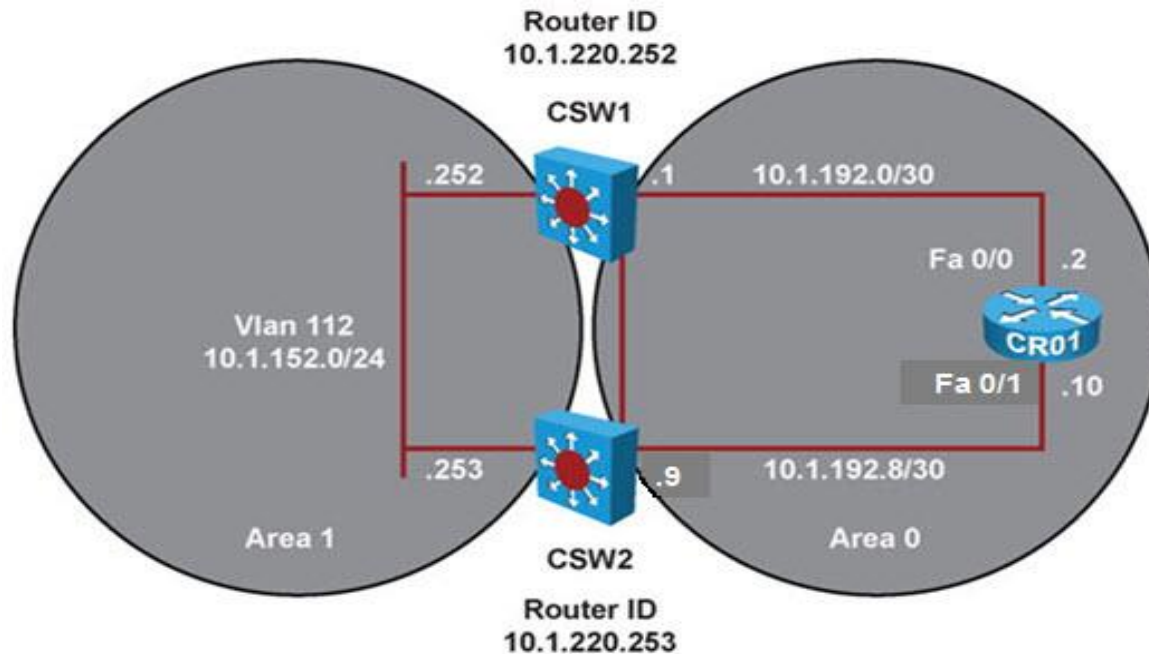 Router ID
10.1.220.252
CSW1
.252
.1
10.1.192.0/30
Fa 0/0
.2
Vlan 112
10.1.152.0/24
CR01
Fa 0/1
.10
.253
.9
10.1.192.8/30
Area 1
Area 0
CSW2
Router ID
10.1.220.253